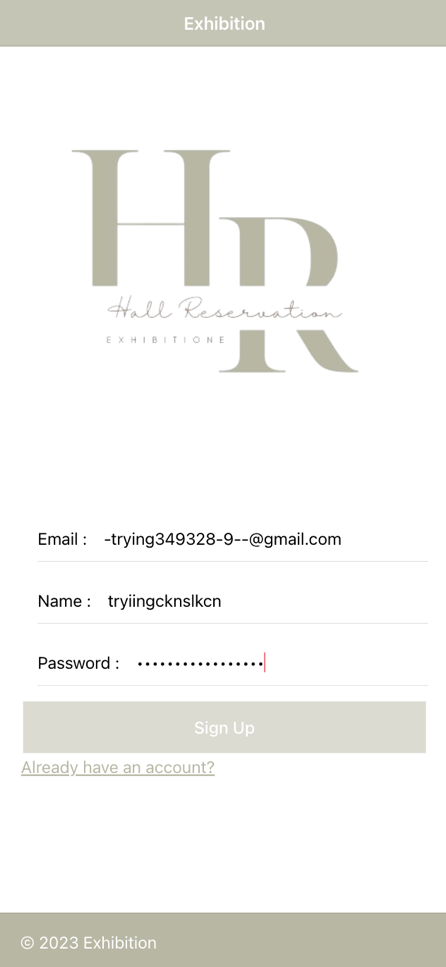 Exhibition
HR
Hall Reservation
EXHIBITIONE
Email : -trying349328-9--@gmail.com
Name : tryiingcknslkcn
Password : •••••••••••••••••
Sign Up
Already have an account?
© 2023 Exhibition